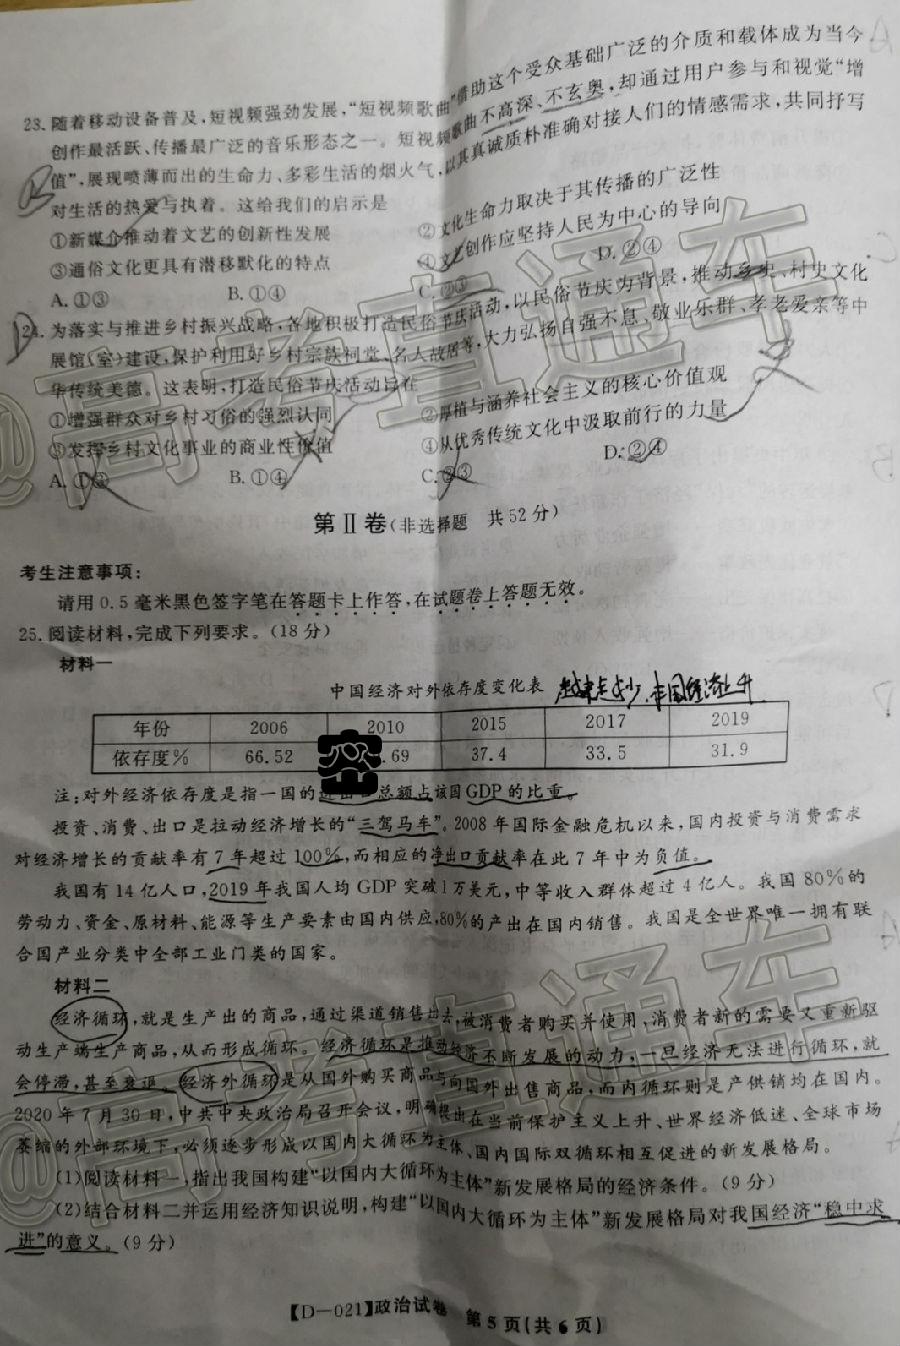 23.随着移动设备普及,短视频强劲发展,“短视频歌曲”借助这个受众基础广泛的介质和载体成为当今
创作最活跃、传播最广泛的音乐形态之一。短视频歌曲不高深、不玄奥,却通过用户参与和视觉“增
值”,展现喷薄而出的生命力、多彩生活的烟火气,以其真诚质朴准确对接人们的情感需求,共同抒写
对生活的热爱与执着。这给我们的启示是
①新媒介推动着文艺的创新性发展 ②文化生命力取决于其传播的广泛性
③通俗文化更具有潜移默化的特点 ④文艺创作应坚持人民为中心的导向
A.①③ B.①④ C.②③ D.②④
24.为落实与推进乡村振兴战略,各地积极打造民俗节庆活动,以民俗节庆为背景,推动乡史、村史文化
展馆(室)建设,保护利用好乡村宗族祠堂、名人故居等,大力弘扬自强不息、敬业乐群、孝老爱亲等中
华传统美德。这表明,打造民俗节庆活动旨在
①增强群众对乡村习俗的强烈认同 ②厚植与涵养社会主义的核心价值观
③发挥乡村文化事业的商业性价值 ④从优秀传统文化中汲取前行的力量
A.①③ B.①④ C.②③ D.②④
第Ⅱ卷(非选择题 共52分)
考生注意事项:
请用0.5毫米黑色签字笔在答题卡上作答,在试题卷上答题无效。
25.阅读材料,完成下列要求。(18分)
材料一
中国经济对外依存度变化表 越来越少,中国经济上升
年份 2006 2010 2015 2017 2019
依存度% 66.52 .69 37.4 33.5 31.9
密
注:对外经济依存度是指一国的进出口总额占该国GDP的比重。
投资、消费、出口是拉动经济增长的“三驾马车”。2008年国际金融危机以来,国内投资与消费需求
对经济增长的贡献率有7年超过100%,而相应的净出口贡献率在此7年中为负值。
我国有14亿人口,2019年我国人均GDP突破1万美元,中等收入群体超过4亿人。我国80%的
劳动力、资金、原材料、能源等生产要素由国内供应,80%的产出在国内销售。我国是全世界唯一拥有联
合国产业分类中全部工业门类的国家。
材料二
经济循环,就是生产出的商品,通过渠道销售出去,被消费者购买并使用,消费者新的需要又重新驱
动生产端生产商品,从而形成循环。经济循环是推动经济不断发展的动力,一旦经济无法进行循环,就
会停滞,甚至衰退。经济外循环是从国外购买商品与向国外出售商品,而内循环则是产供销均在国内。
2020年7月30日,中共中央政治局召开会议,明确提出在当前保护主义上升、世界经济低迷、全球市场
萎缩的外部环境下,必须逐步形成以国内大循环为主体、国内国际双循环相互促进的新发展格局。
(1)阅读材料一,指出我国构建“以国内大循环为主体”新发展格局的经济条件。(9分)
(2)结合材料二并运用经济知识说明,构建“以国内大循环为主体”新发展格局对我国经济“稳中求
进”的意义。(9分)
【D—021】政治试卷 第5页(共6页)
@高考直通车
@高考直通车